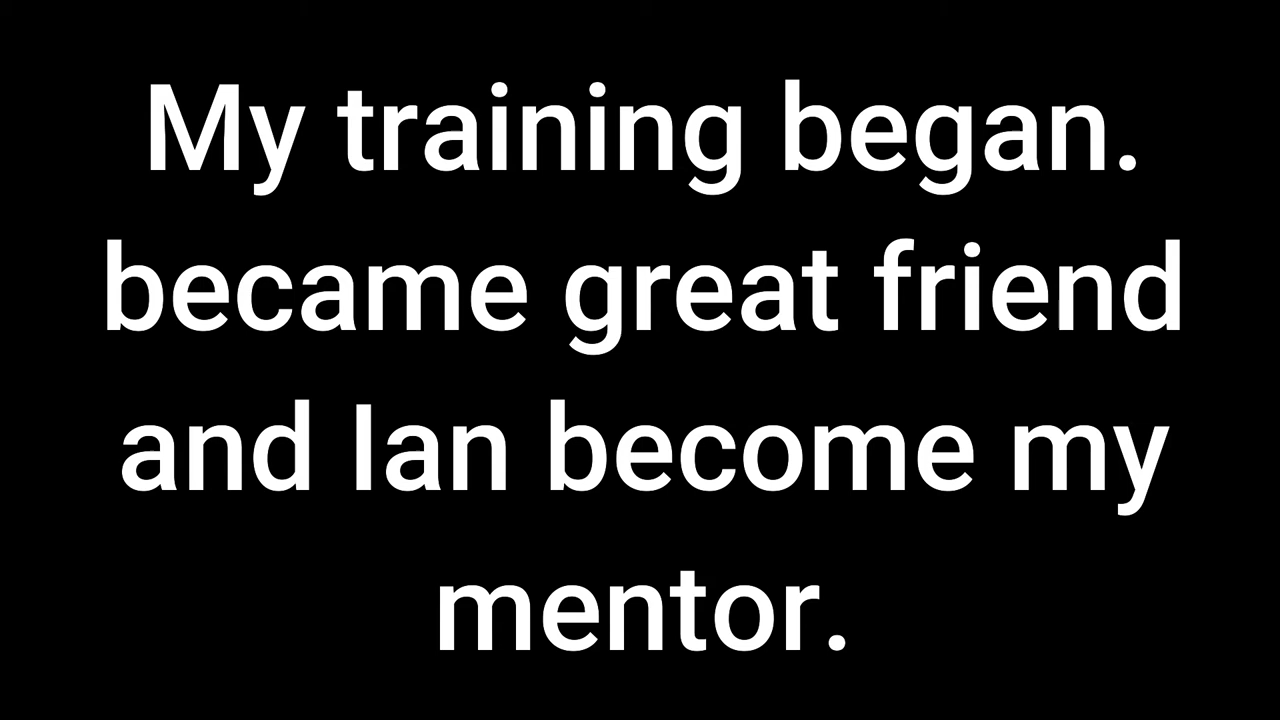 My training began.
became great friend
and Ian become my
mentor.